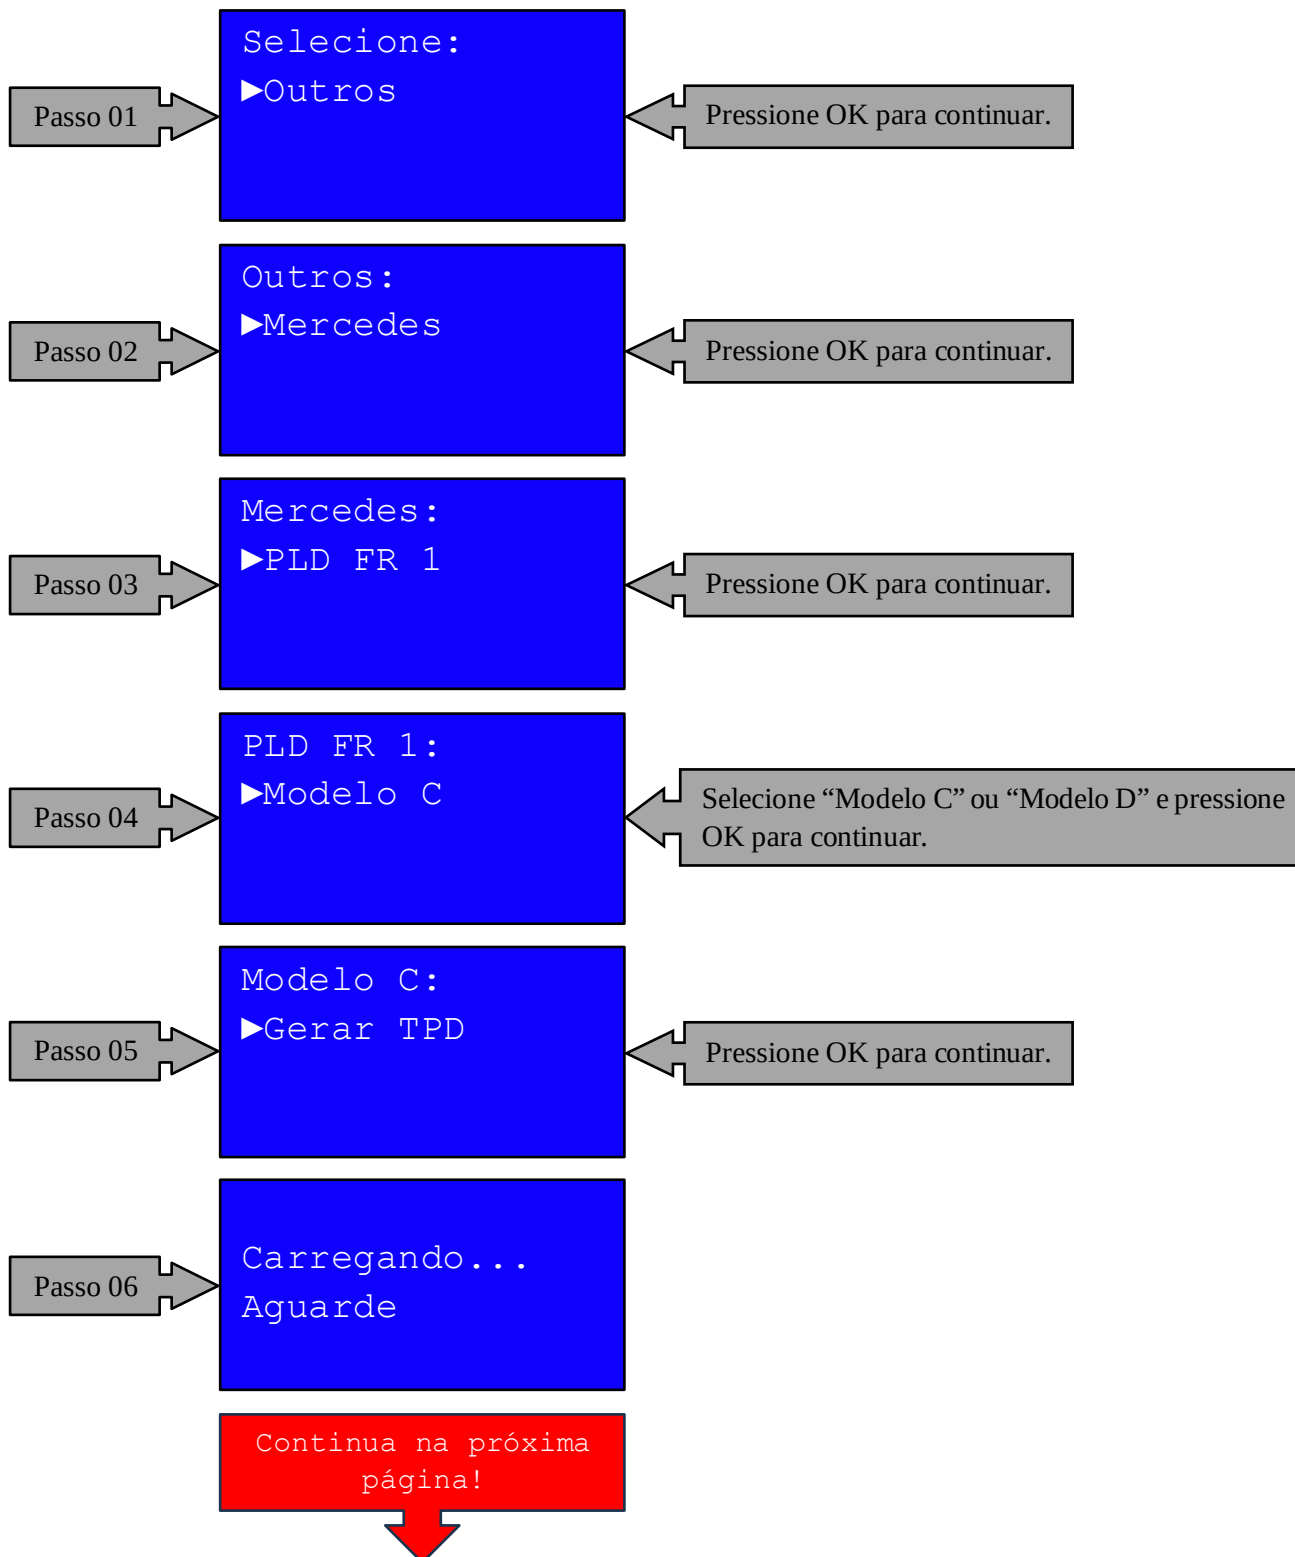 Selecione:
►Outros
Passo 01
Pressione OK para continuar.
Outros:
►Mercedes
Passo 02
Pressione OK para continuar.
Mercedes:
►PLD FR 1
Passo 03
Pressione OK para continuar.
PLD FR 1:
►Modelo C
Passo 04
Selecione “Modelo C” ou “Modelo D” e pressione
OK para continuar.
Modelo C:
►Gerar TPD
Passo 05
Pressione OK para continuar.
Carregando...
Aguarde
Passo 06
Continua na próxima
página!